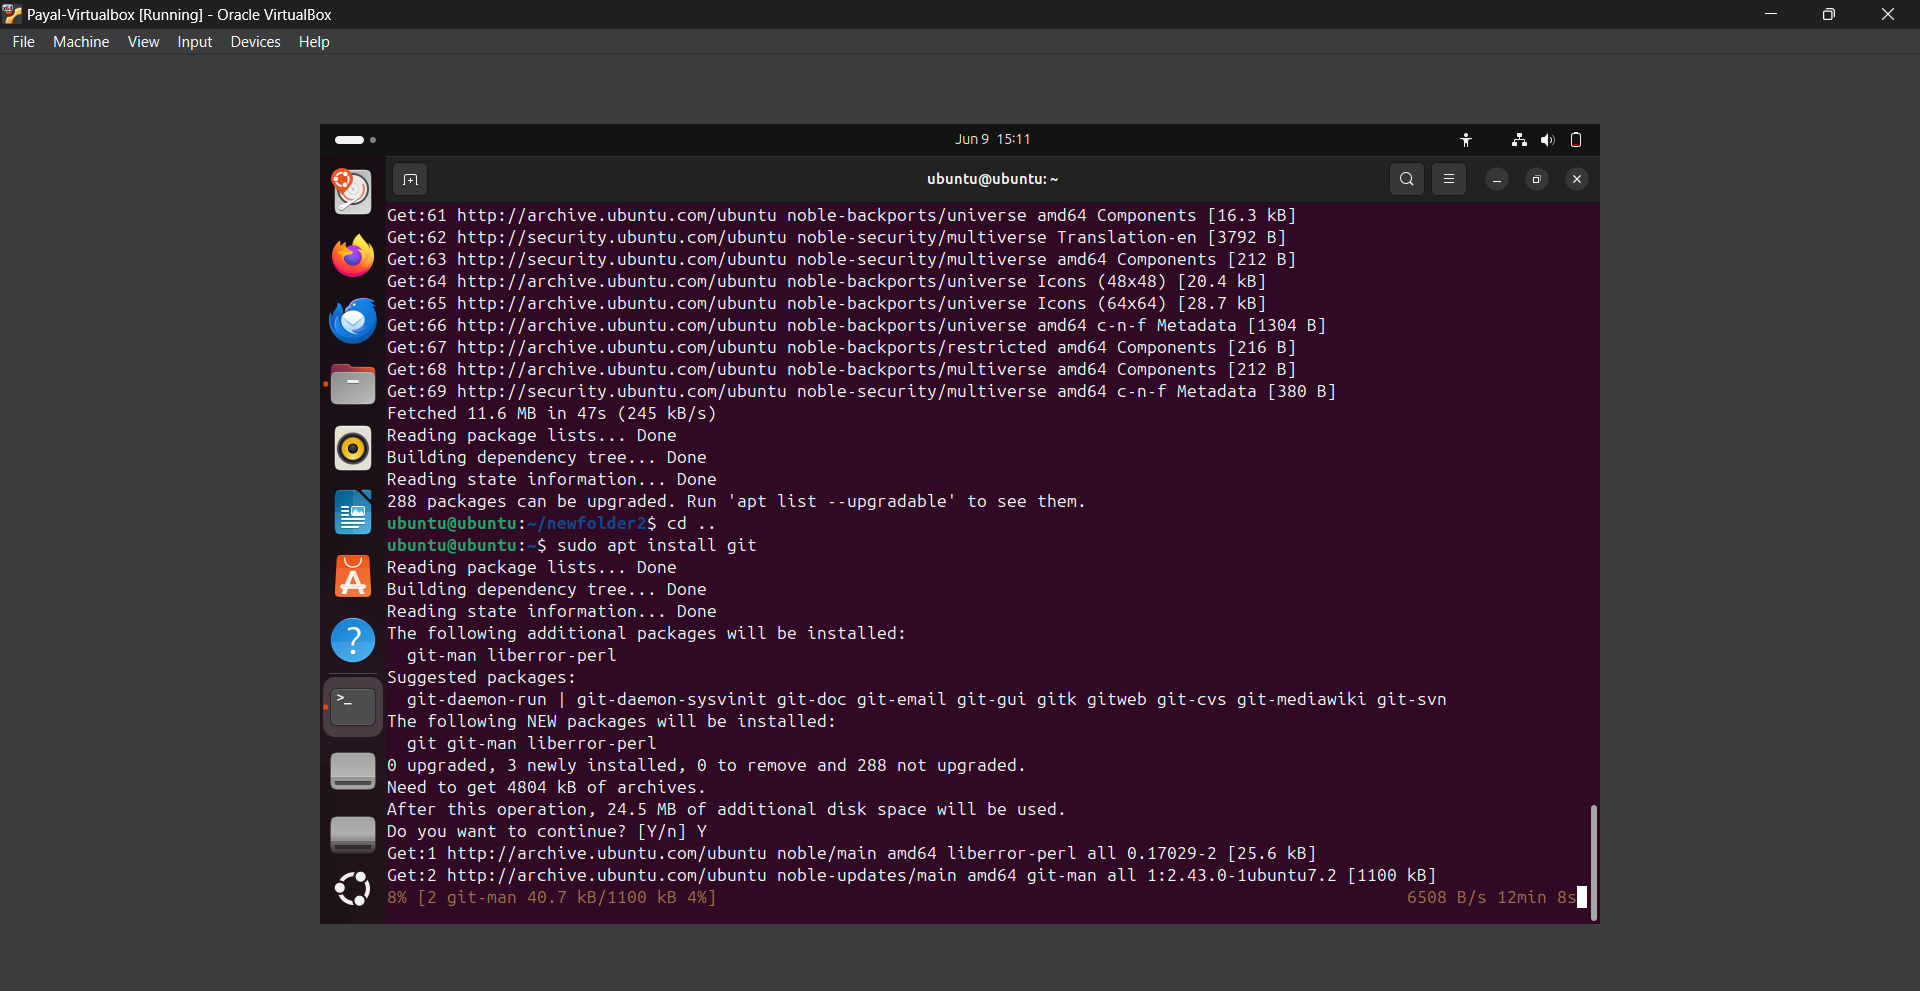 Payal-Virtualbox [Running] - Oracle VirtualBox
File Machine View Input Devices Help
Jun 9 15:11
ubuntu@ubuntu: ~
Get:61 http://archive.ubuntu.com/ubuntu noble-backports/universe amd64 Components [16.3 kB]
Get:62 http://security.ubuntu.com/ubuntu noble-security/multiverse Translation-en [3792 B]
Get:63 http://security.ubuntu.com/ubuntu noble-security/multiverse amd64 Components [212 B]
Get:64 http://archive.ubuntu.com/ubuntu noble-backports/universe Icons (48x48) [20.4 kB]
Get:65 http://archive.ubuntu.com/ubuntu noble-backports/universe Icons (64x64) [28.7 kB]
Get:66 http://archive.ubuntu.com/ubuntu noble-backports/universe amd64 c-n-f Metadata [1304 B]
Get:67 http://archive.ubuntu.com/ubuntu noble-backports/restricted amd64 Components [216 B]
Get:68 http://archive.ubuntu.com/ubuntu noble-backports/multiverse amd64 Components [212 B]
Get:69 http://security.ubuntu.com/ubuntu noble-security/multiverse amd64 c-n-f Metadata [380 B]
Fetched 11.6 MB in 47s (245 kB/s)
Reading package lists... Done
Building dependency tree... Done
Reading state information... Done
288 packages can be upgraded. Run 'apt list --upgradable' to see them.
ubuntu@ubuntu:~/newfolder2$ cd ..
ubuntu@ubuntu:~$ sudo apt install git
Reading package lists... Done
Building dependency tree... Done
Reading state information... Done
The following additional packages will be installed:
  git-man liberror-perl
Suggested packages:
  git-daemon-run | git-daemon-sysvinit git-doc git-email git-gui gitk gitweb git-cvs git-mediawiki git-svn
The following NEW packages will be installed:
  git git-man liberror-perl
0 upgraded, 3 newly installed, 0 to remove and 288 not upgraded.
Need to get 4804 kB of archives.
After this operation, 24.5 MB of additional disk space will be used.
Do you want to continue? [Y/n] Y
Get:1 http://archive.ubuntu.com/ubuntu noble/main amd64 liberror-perl all 0.17029-2 [25.6 kB]
Get:2 http://archive.ubuntu.com/ubuntu noble-updates/main amd64 git-man all 1:2.43.0-1ubuntu7.2 [1100 kB]
8% [2 git-man 40.7 kB/1100 kB 4%] 6508 B/s 12min 8s